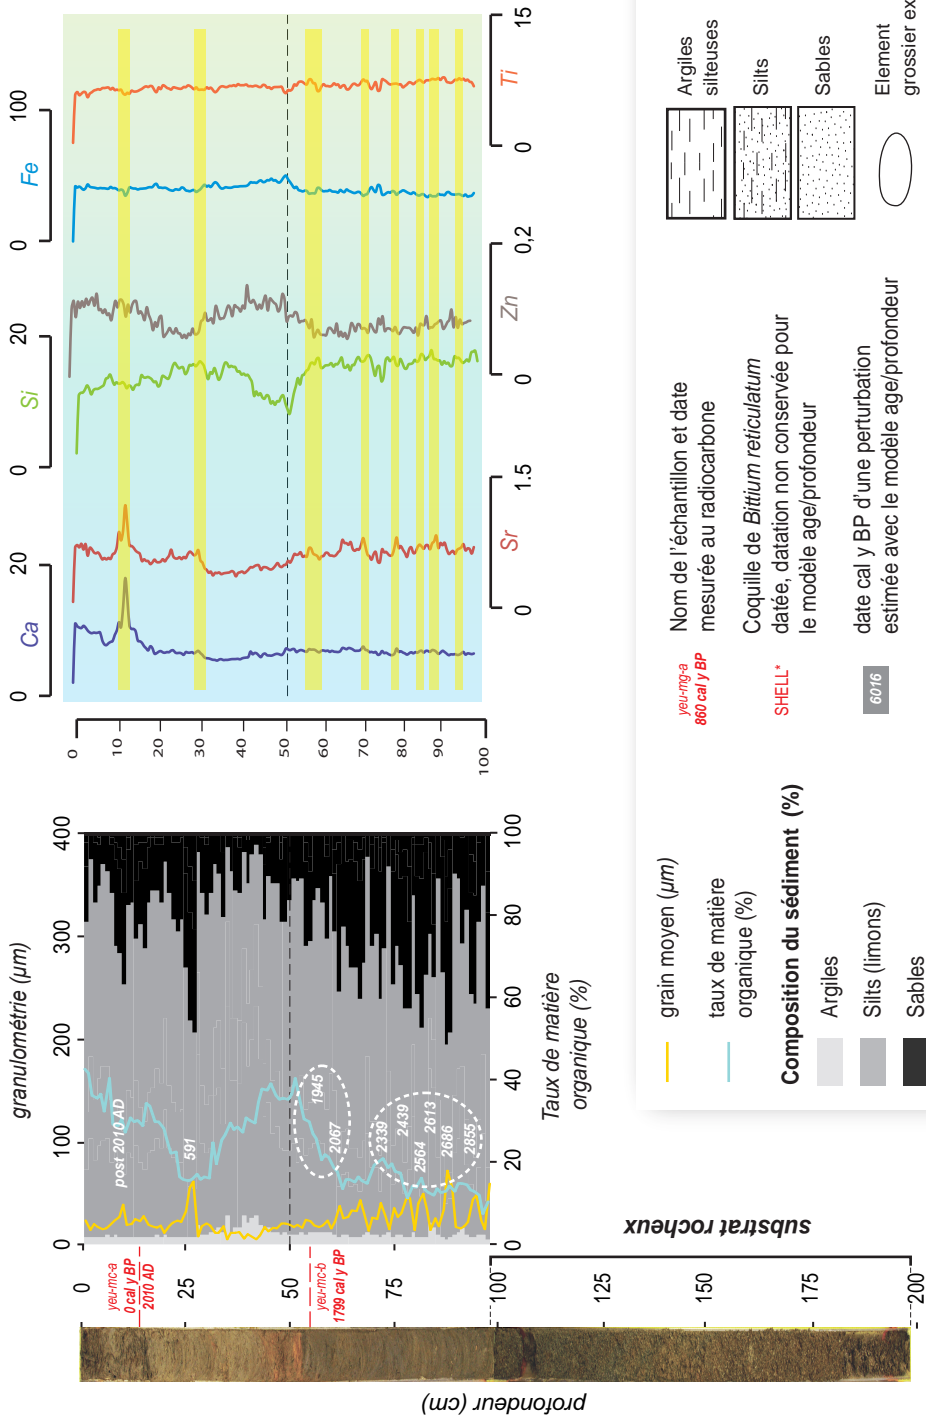 profondeur (cm)
0
25
50
75
100
125
150
175
200
yeu-mc-a
0 cal y BP
2010 AD
yeu-mc-b
1799 cal y BP
substrat rocheux
granulométrie (µm)
0
100
200
300
400
post 2010 AD
591
1945
2067
2339
2439
2564
2613
2686
2855
0
20
40
60
80
100
Taux de matière
organique (%)
0
10
20
30
40
50
60
70
80
90
100
Ca
0
20
Sr
0
1.5
Si
0
20
Zn
0
0,2
Fe
0
100
Ti
0
15
grain moyen (µm)
taux de matière
organique (%)
Composition du sédiment (%)
Argiles
Silts (limons)
Sables
yeu-mg-a
860 cal y BP
Nom de l'échantillon et date
mesurée au radiocarbone
SHELL*
Coquille de Bittium reticulatum
datée, datation non conservée pour
le modèle age/profondeur
6016
date cal y BP d'une perturbation
estimée avec le modèle age/profondeur
Argiles
silteuses
Silts
Sables
Element
grossier ex